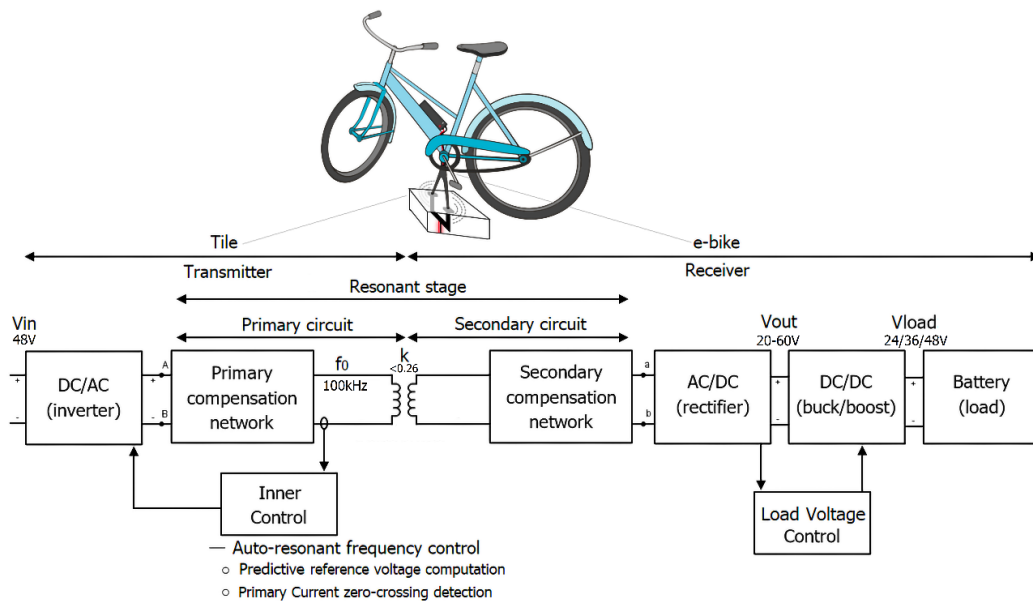 Tile
e-bike
Transmitter
Receiver
Resonant stage
Primary circuit
Secondary circuit
Vin
48V
f0
100kHz
k
<0.26
Vout
20-60V
Vload
24/36/48V
+
-
DC/AC
(inverter)
+
-
A
B
Primary
compensation
network
Secondary
compensation
network
a
b
AC/DC
(rectifier)
+
-
DC/DC
(buck/boost)
+
-
Battery
(load)
Inner
Control
Load Voltage
Control
— Auto-resonant frequency control
○ Predictive reference voltage computation
○ Primary Current zero-crossing detection